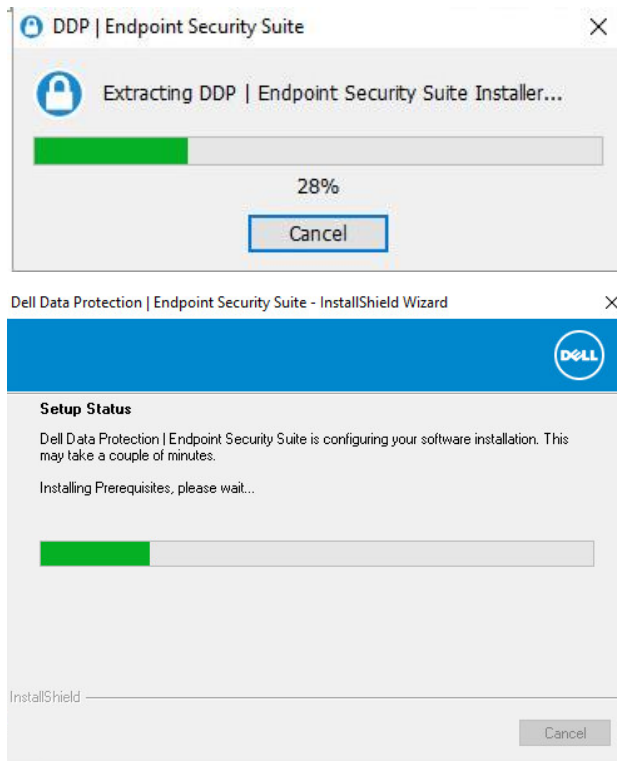 DDP | Endpoint Security Suite
Extracting DDP | Endpoint Security Suite Installer...
28%
Cancel
Dell Data Protection | Endpoint Security Suite - InstallShield Wizard
DELL
Setup Status
Dell Data Protection | Endpoint Security Suite is configuring your software installation. This
may take a couple of minutes.
Installing Prerequisites, please wait...
InstallShield
Cancel